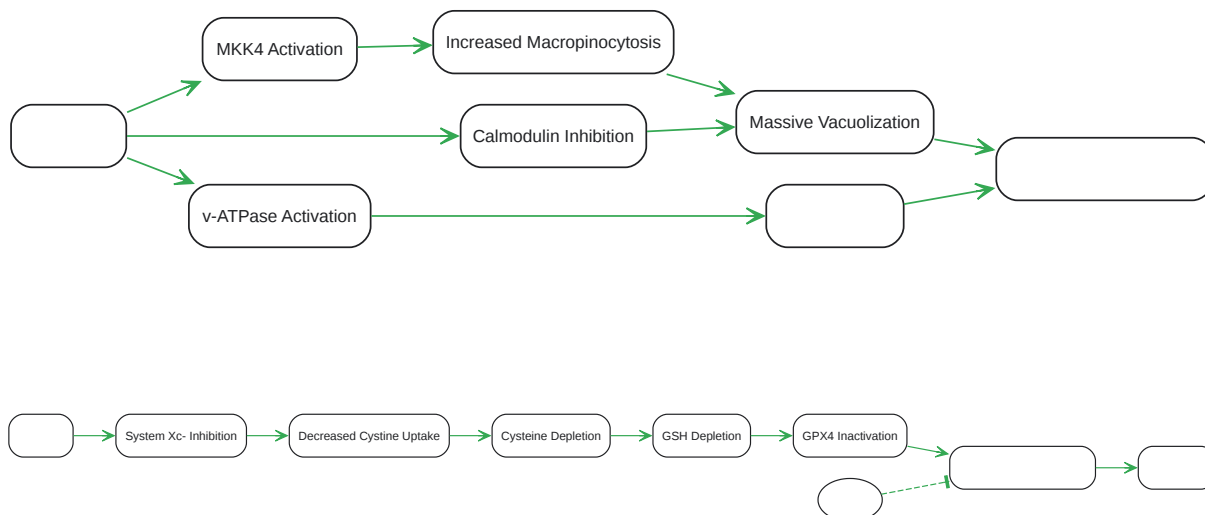 MKK4 Activation
Increased Macropinocytosis
Calmodulin Inhibition
Massive Vacuolization
v-ATPase Activation
System Xc- Inhibition
Decreased Cystine Uptake
Cysteine Depletion
GSH Depletion
GPX4 Inactivation